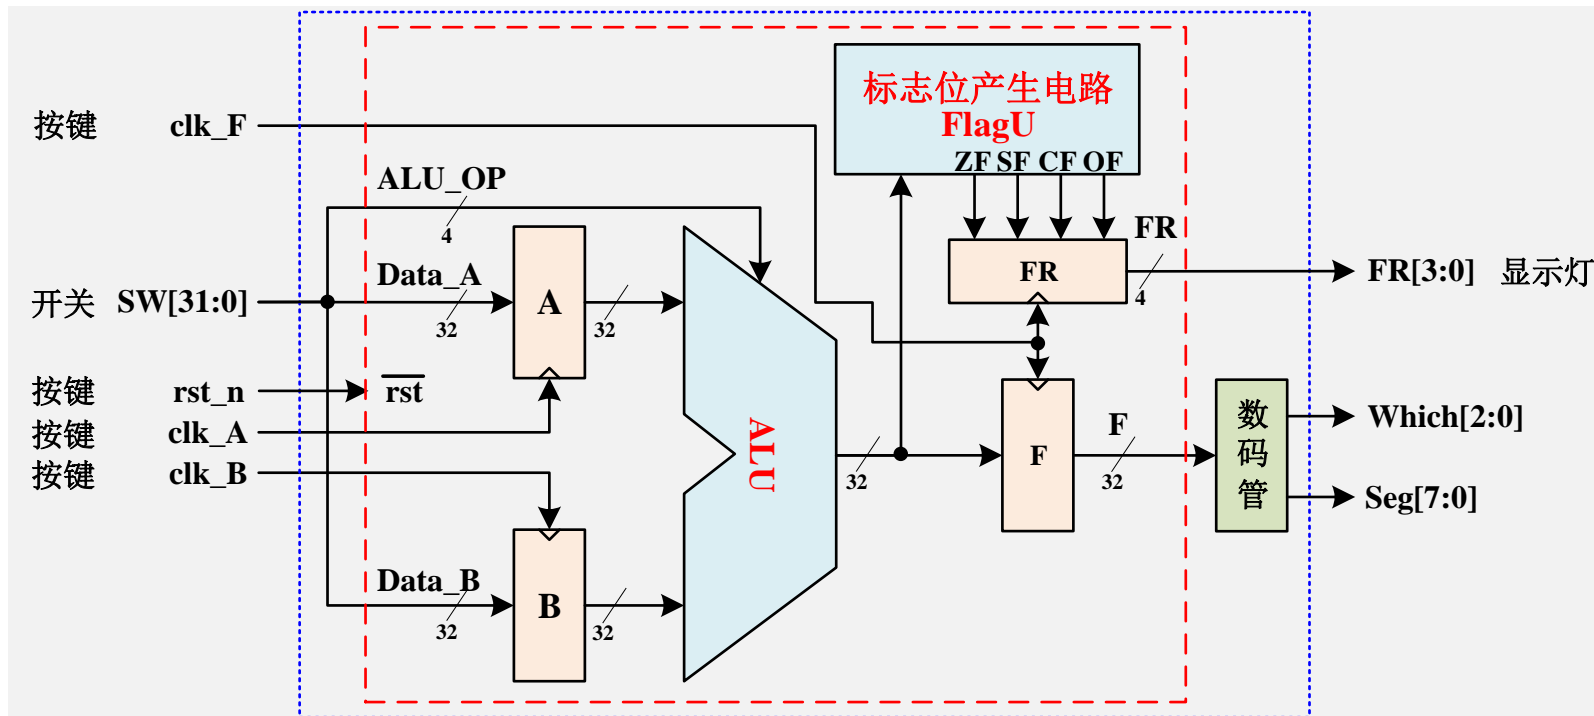 标志位产生电路
FlagU
ZF SF CF OF
按键 clk_F
ALU_OP
4
FR
FR
4
FR[3:0] 显示灯
开关 SW[31:0]
Data_A
32
A
32
按键 rst_n
rst
按键 clk_A
按键 clk_B
ALU
32
F
F
32
数码管
Which[2:0]
Seg[7:0]
Data_B
32
B
32